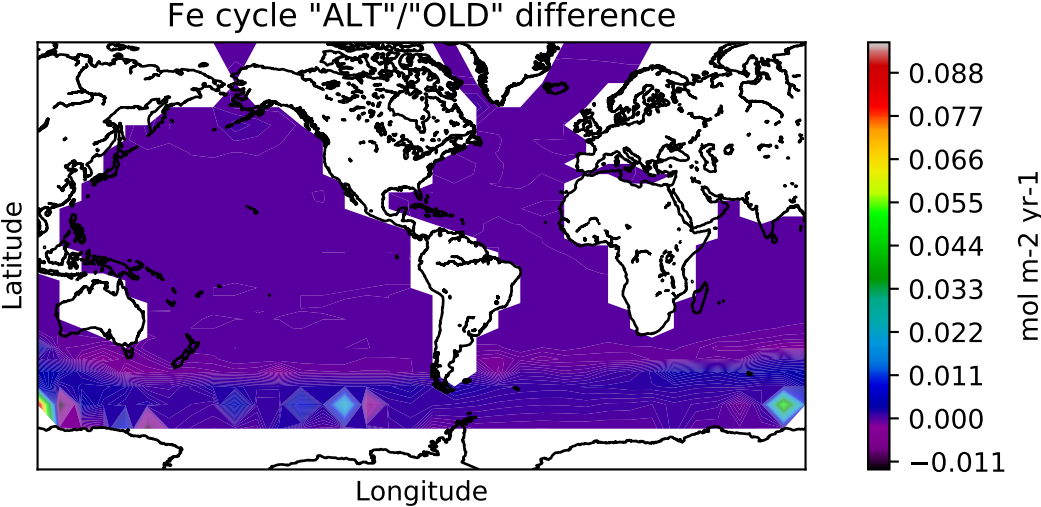 Fe cycle "ALT"/"OLD" difference
Latitude
Longitude
0.088
0.077
0.066
0.055
0.044
0.033
0.022
0.011
0.000
−0.011
mol m-2 yr-1